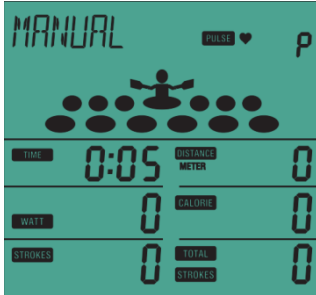 MANUAL PULSE P
TIME 0:05 DISTANCE METER 0
WATT 0 CALORIE 0
STROKES 0 TOTAL STROKES 0